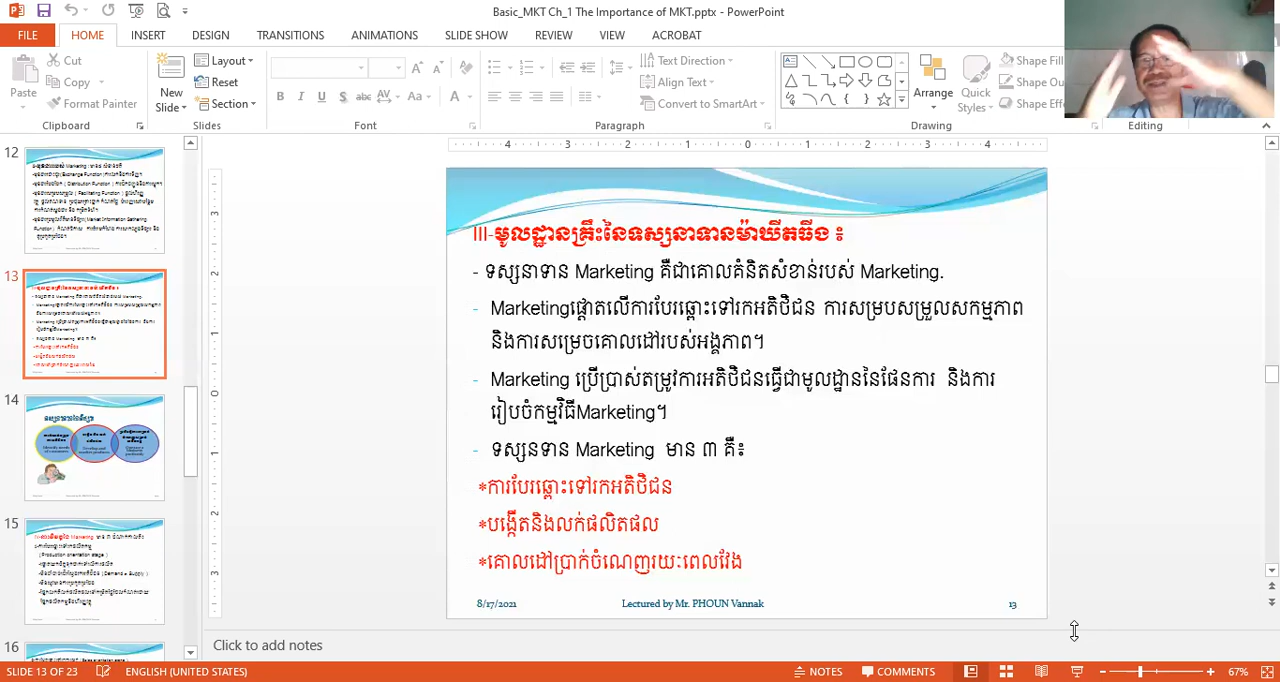 Basic_MKT Ch_1 The Importance of MKT.pptx - PowerPoint
FILE HOME INSERT DESIGN TRANSITIONS ANIMATIONS SLIDE SHOW REVIEW VIEW ACROBAT
Paste
Cut
Copy
Format Painter
Clipboard
New Slide
Layout
Reset
Section
Slides
B I U S abc AV Aa A
Font
Text Direction
Align Text
Convert to SmartArt
Paragraph
Arrange
Quick Styles
Shape Fill
Shape Ou
Shape Effe
Drawing
Editing
12
13
14
15
16
III-មូលដ្ឋានគ្រឹះនៃទស្សនាទានម៉ាឃីតធីង ៖
- ទស្សនាទាន Marketing គឺជាគោលគំនិតសំខាន់របស់ Marketing.
- Marketingផ្តោតលើការបែរឆ្ពោះទៅរកអតិថិជន ការសម្របសម្រួលសកម្មភាព
និងការសម្រេចគោលដៅរបស់អង្គភាព។
- Marketing ប្រើប្រាស់តម្រូវការអតិថិជនធ្វើជាមូលដ្ឋាននៃផែនការ និងការ
រៀបចំកម្មវិធីMarketing។
- ទស្សនទាន Marketing មាន ៣ គឺ៖
*ការបែរឆ្ពោះទៅរកអតិថិជន
*បង្កើតនិងលក់ផលិតផល
*គោលដៅប្រាក់ចំណេញរយៈពេលវែង
8/17/2021 Lectured by Mr. PHOUN Vannak 13
Click to add notes
SLIDE 13 OF 23 ENGLISH (UNITED STATES) NOTES COMMENTS 67%